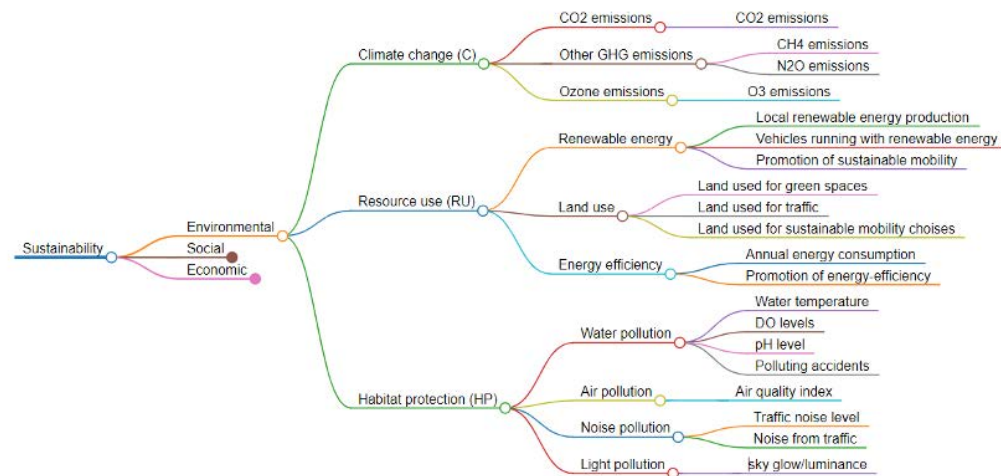 Sustainability
Environmental
Social
Economic
Climate change (C)
CO2 emissions
CO2 emissions
Other GHG emissions
CH4 emissions
N2O emissions
Ozone emissions
O3 emissions
Resource use (RU)
Renewable energy
Local renewable energy production
Vehicles running with renewable energy
Promotion of sustainable mobility
Land use
Land used for green spaces
Land used for traffic
Land used for sustainable mobility choises
Energy efficiency
Annual energy consumption
Promotion of energy-efficiency
Habitat protection (HP)
Water pollution
Water temperature
DO levels
pH level
Polluting accidents
Air pollution
Air quality index
Noise pollution
Traffic noise level
Noise from traffic
Light pollution
sky glow/luminance